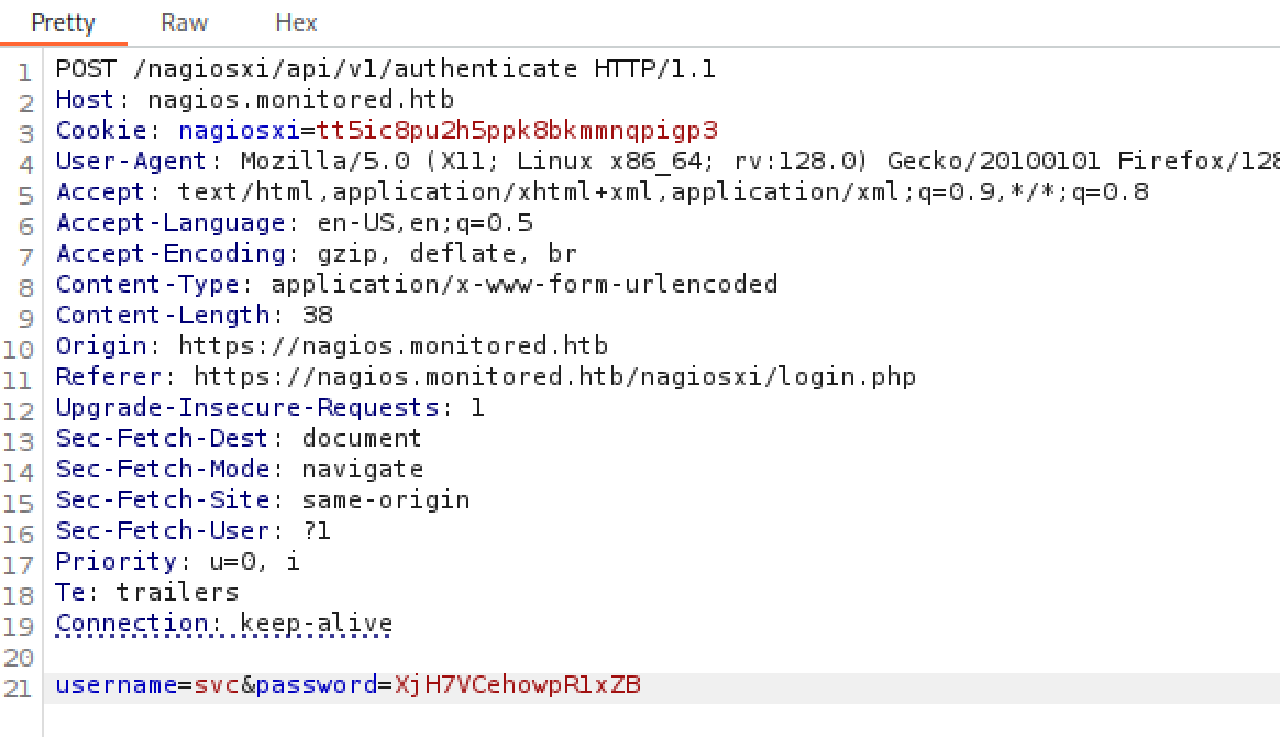 Pretty Raw Hex
1 POST /nagiosxi/api/v1/authenticate HTTP/1.1
2 Host: nagios.monitored.htb
3 Cookie: nagiosxi=tt5ic8pu2h5ppk8bkmmnqpigp3
4 User-Agent: Mozilla/5.0 (X11; Linux x86_64; rv:128.0) Gecko/20100101 Firefox/128
5 Accept: text/html,application/xhtml+xml,application/xml;q=0.9,*/*;q=0.8
6 Accept-Language: en-US,en;q=0.5
7 Accept-Encoding: gzip, deflate, br
8 Content-Type: application/x-www-form-urlencoded
9 Content-Length: 38
10 Origin: https://nagios.monitored.htb
11 Referer: https://nagios.monitored.htb/nagiosxi/login.php
12 Upgrade-Insecure-Requests: 1
13 Sec-Fetch-Dest: document
14 Sec-Fetch-Mode: navigate
15 Sec-Fetch-Site: same-origin
16 Sec-Fetch-User: ?1
17 Priority: u=0, i
18 Te: trailers
19 Connection: keep-alive
20
21 username=svc&password=XjH7VCehowpR1xZB